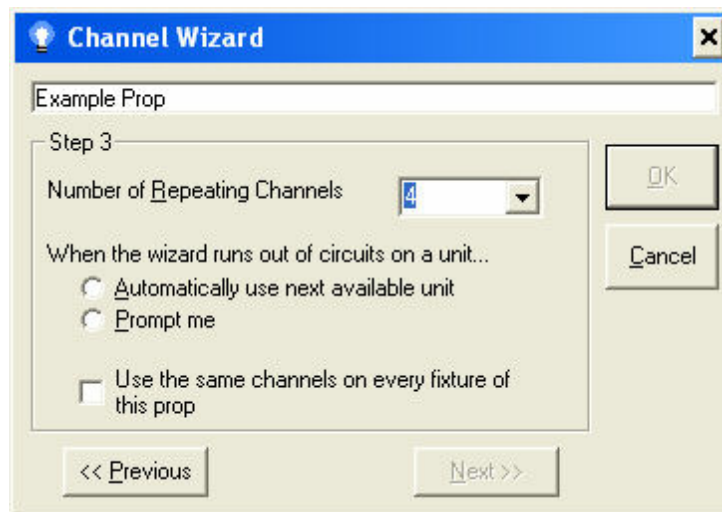 Channel Wizard
Example Prop
Step 3
Number of Repeating Channels
4
OK
When the wizard runs out of circuits on a unit...
Cancel
Automatically use next available unit
Prompt me
Use the same channels on every fixture of
this prop
<< Previous
Next >>